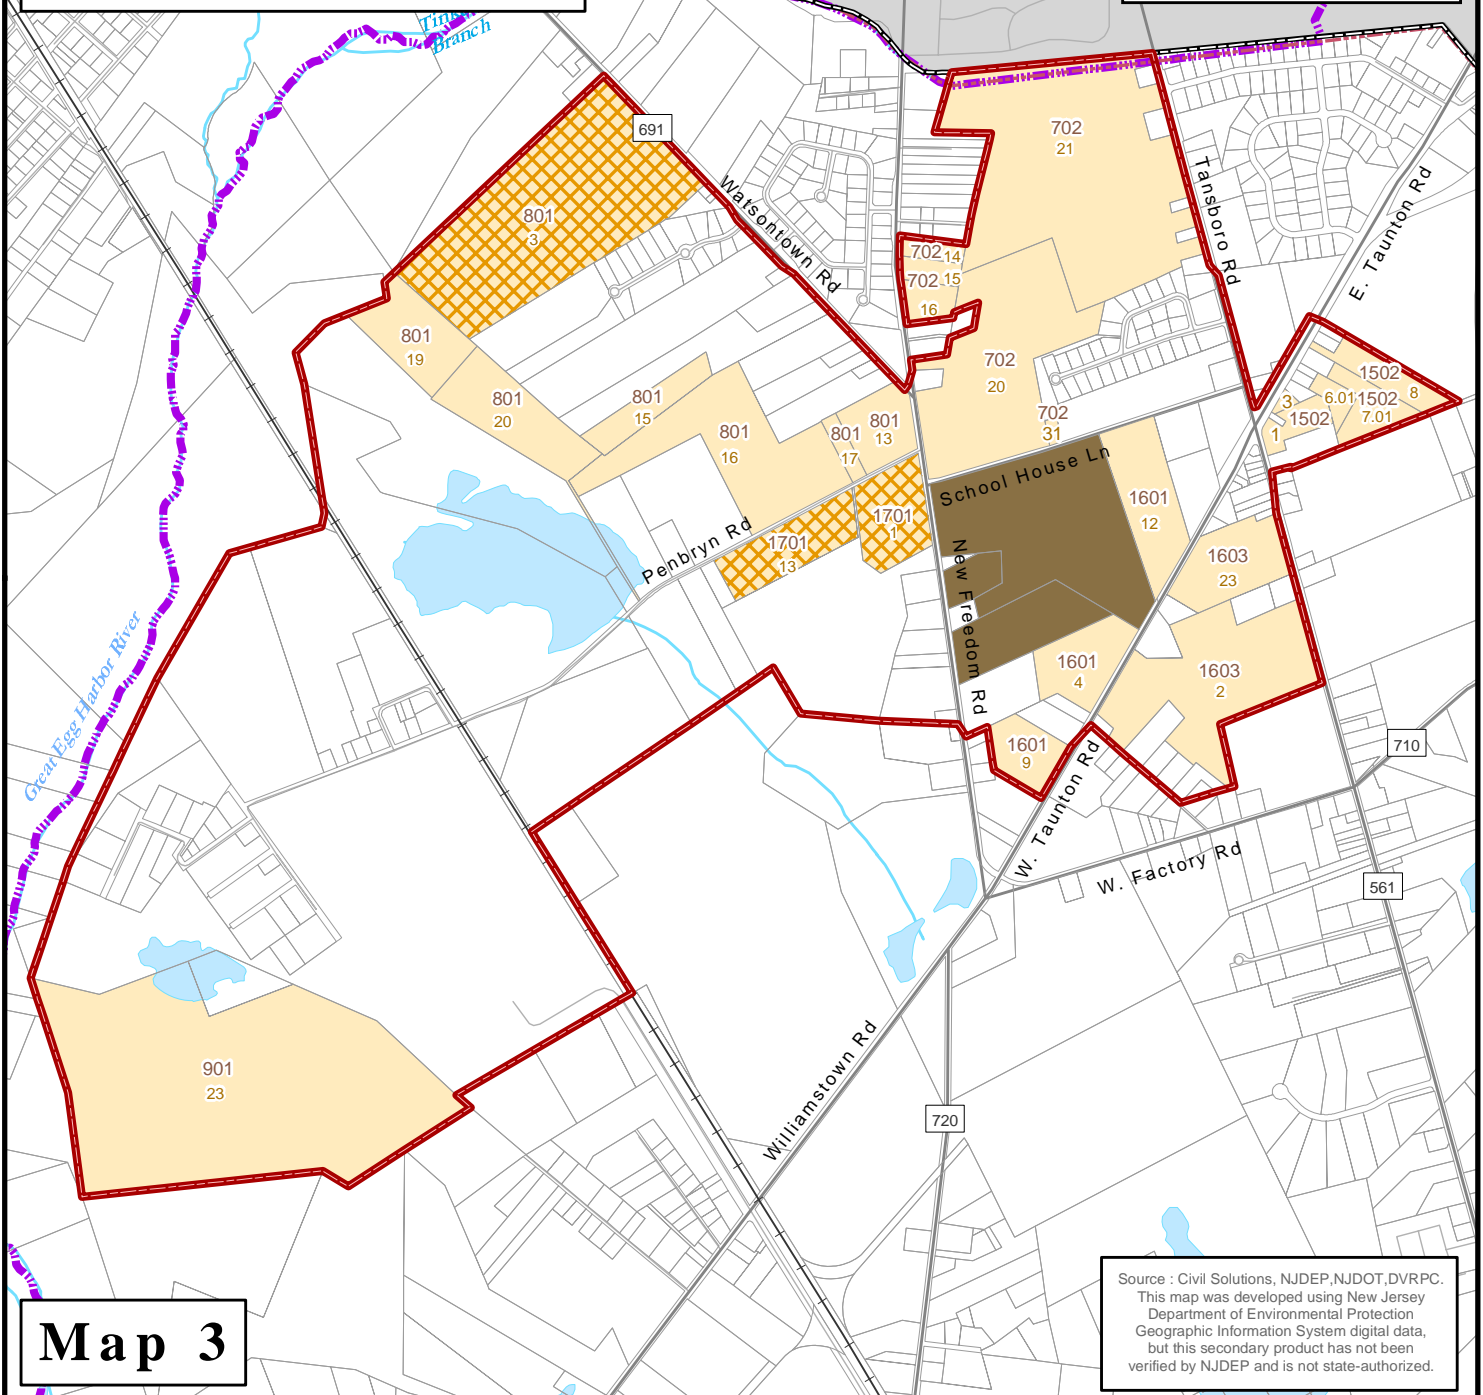 Branch
691
702
21
Tansboro Rd
E. Taunton Rd
Watsontown Rd
801
3
702 14
702 15
16
801
19
702
20
801
20
801
15
801
16
801
17
801
13
702
31
1502
8
3
6.01
1502
7.01
1502
1
School House Ln
1601
12
1701
1
1701
13
Penbryn Rd
New Freedom Rd
1603
23
1601
4
1603
2
1601
9
Great Egg Harbor River
710
W. Taunton Rd
W. Factory Rd
561
901
23
Williamstown Rd
720
Map 3
Source : Civil Solutions, NJDEP,NJDOT,DVRPC.
This map was developed using New Jersey
Department of Environmental Protection
Geographic Information System digital data,
but this secondary product has not been
verified by NJDEP and is not state-authorized.